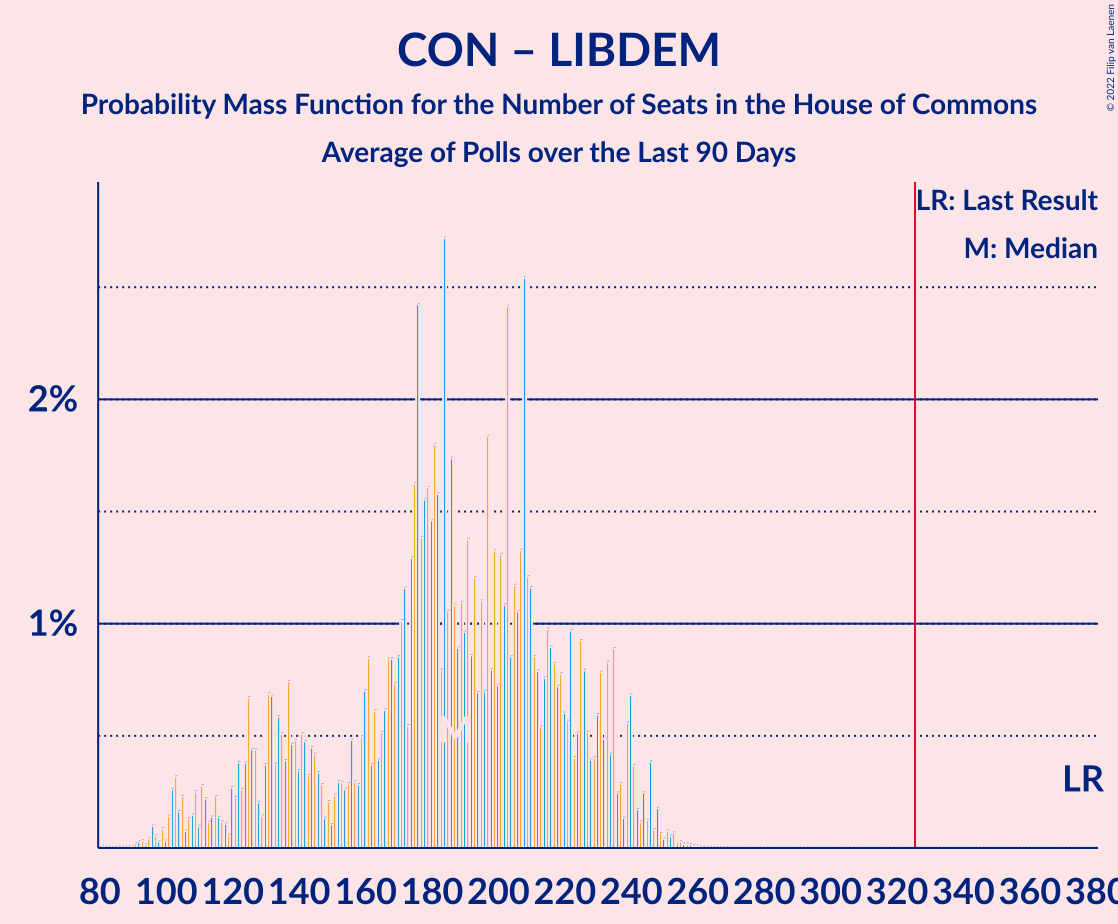 CON – LIBDEM
Probability Mass Function for the Number of Seats in the House of Commons
Average of Polls over the Last 90 Days
© 2022 Filip van Laenen
LR: Last Result
M: Median
2%
1%
M
LR
80 100 120 140 160 180 200 220 240 260 280 300 320 340 360 380